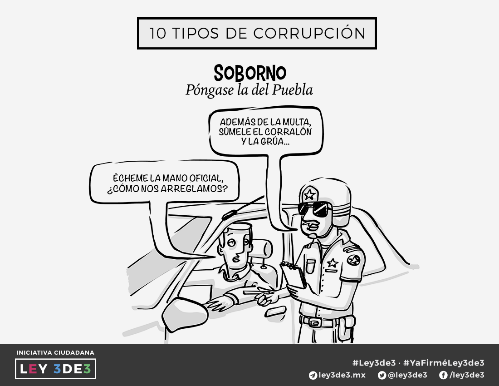 10 TIPOS DE CORRUPCIÓN
SOBORNO
Póngase la del Puebla
ADEMÁS DE LA MULTA,
SÚMELE EL CORRALÓN
Y LA GRÚA...
ÉCHEME LA MANO OFICIAL,
¿CÓMO NOS ARREGLAMOS?
INICIATIVA CIUDADANA
LEY 3DE3
#Ley3de3 · #YaFirméLey3de3
ley3de3.mx @ley3de3 /ley3de3